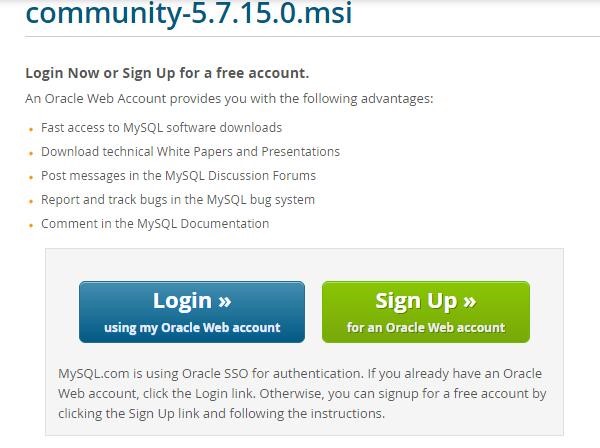 community-5.7.15.0.msi
Login Now or Sign Up for a free account.
An Oracle Web Account provides you with the following advantages:
Fast access to MySQL software downloads
Download technical White Papers and Presentations
Post messages in the MySQL Discussion Forums
Report and track bugs in the MySQL bug system
Comment in the MySQL Documentation
Login »
using my Oracle Web account
Sign Up »
for an Oracle Web account
MySQL.com is using Oracle SSO for authentication. If you already have an Oracle
Web account, click the Login link. Otherwise, you can signup for a free account by
clicking the Sign Up link and following the instructions.